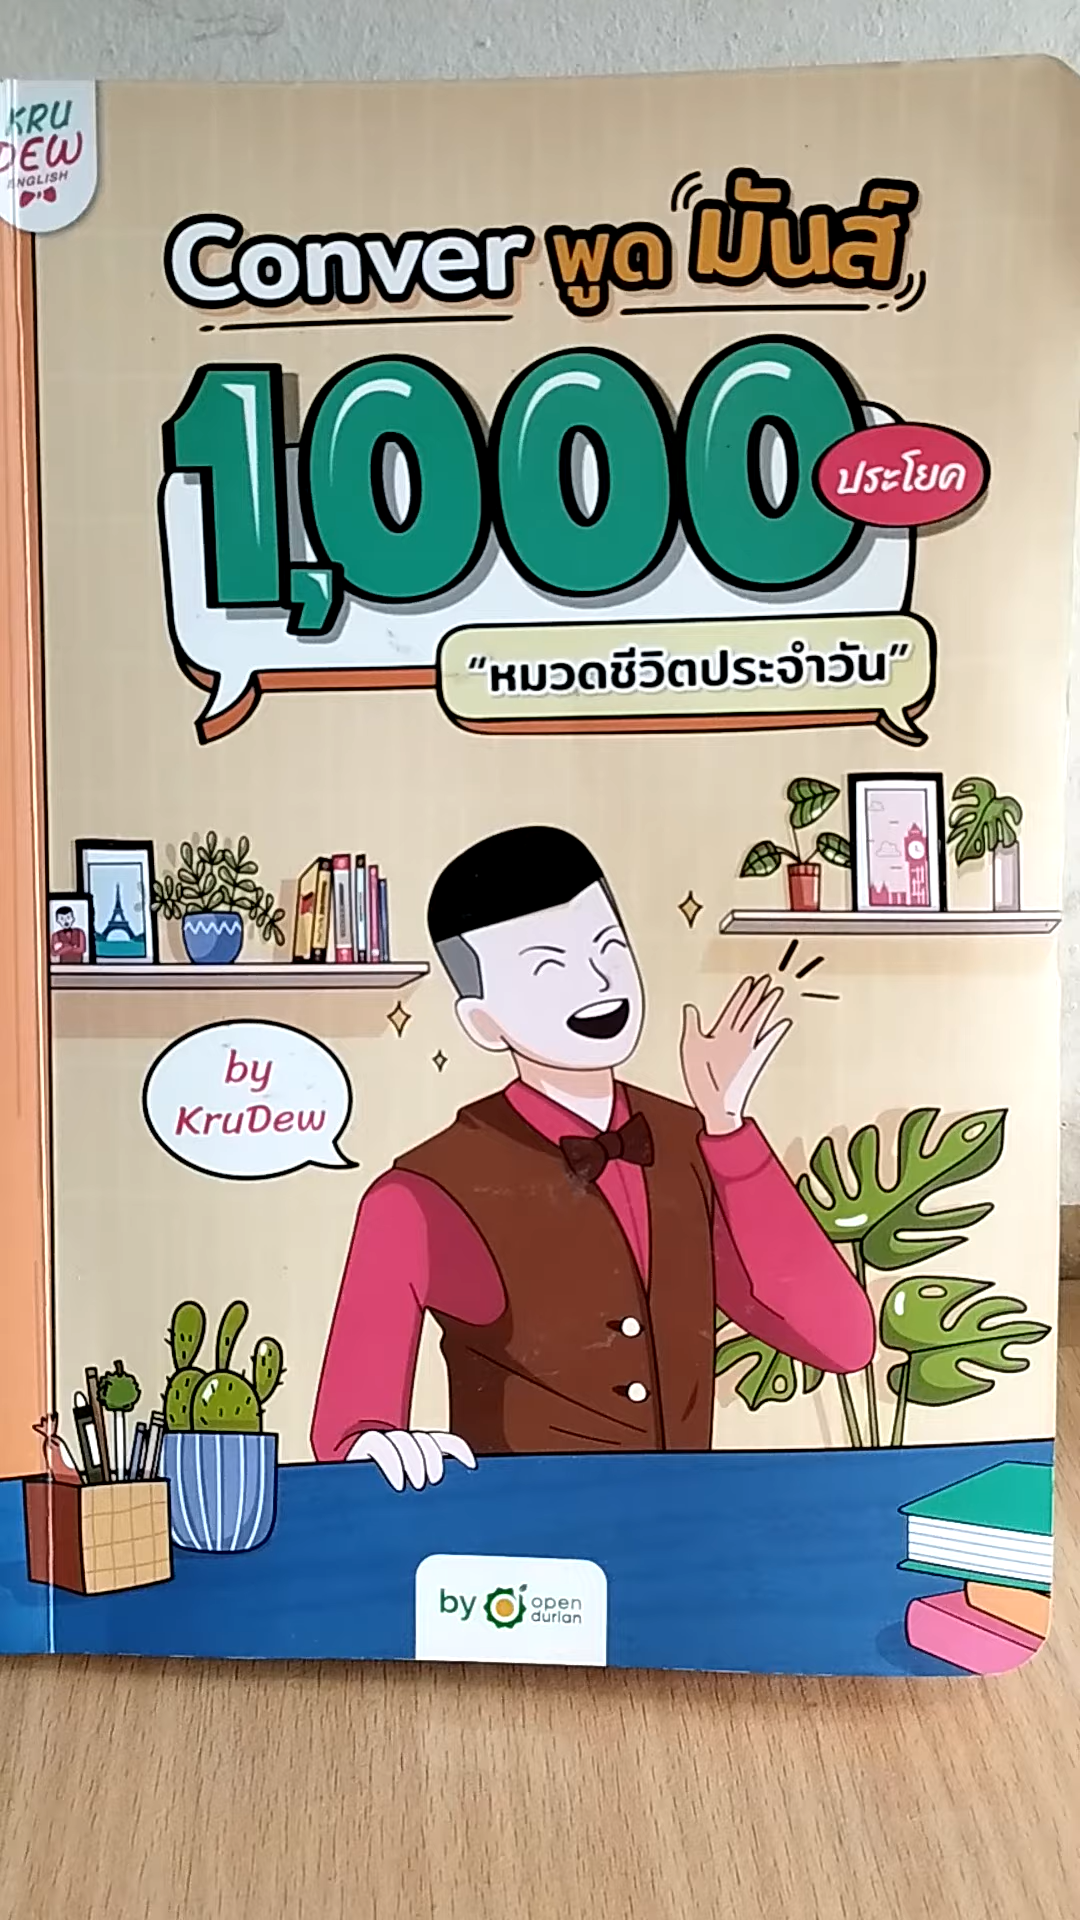 KRU
DEW
ENGLISH
Conver พูด มันส์
1,000
ประโยค
“หมวดชีวิตประจำวัน”
by
KruDew
by open
durian